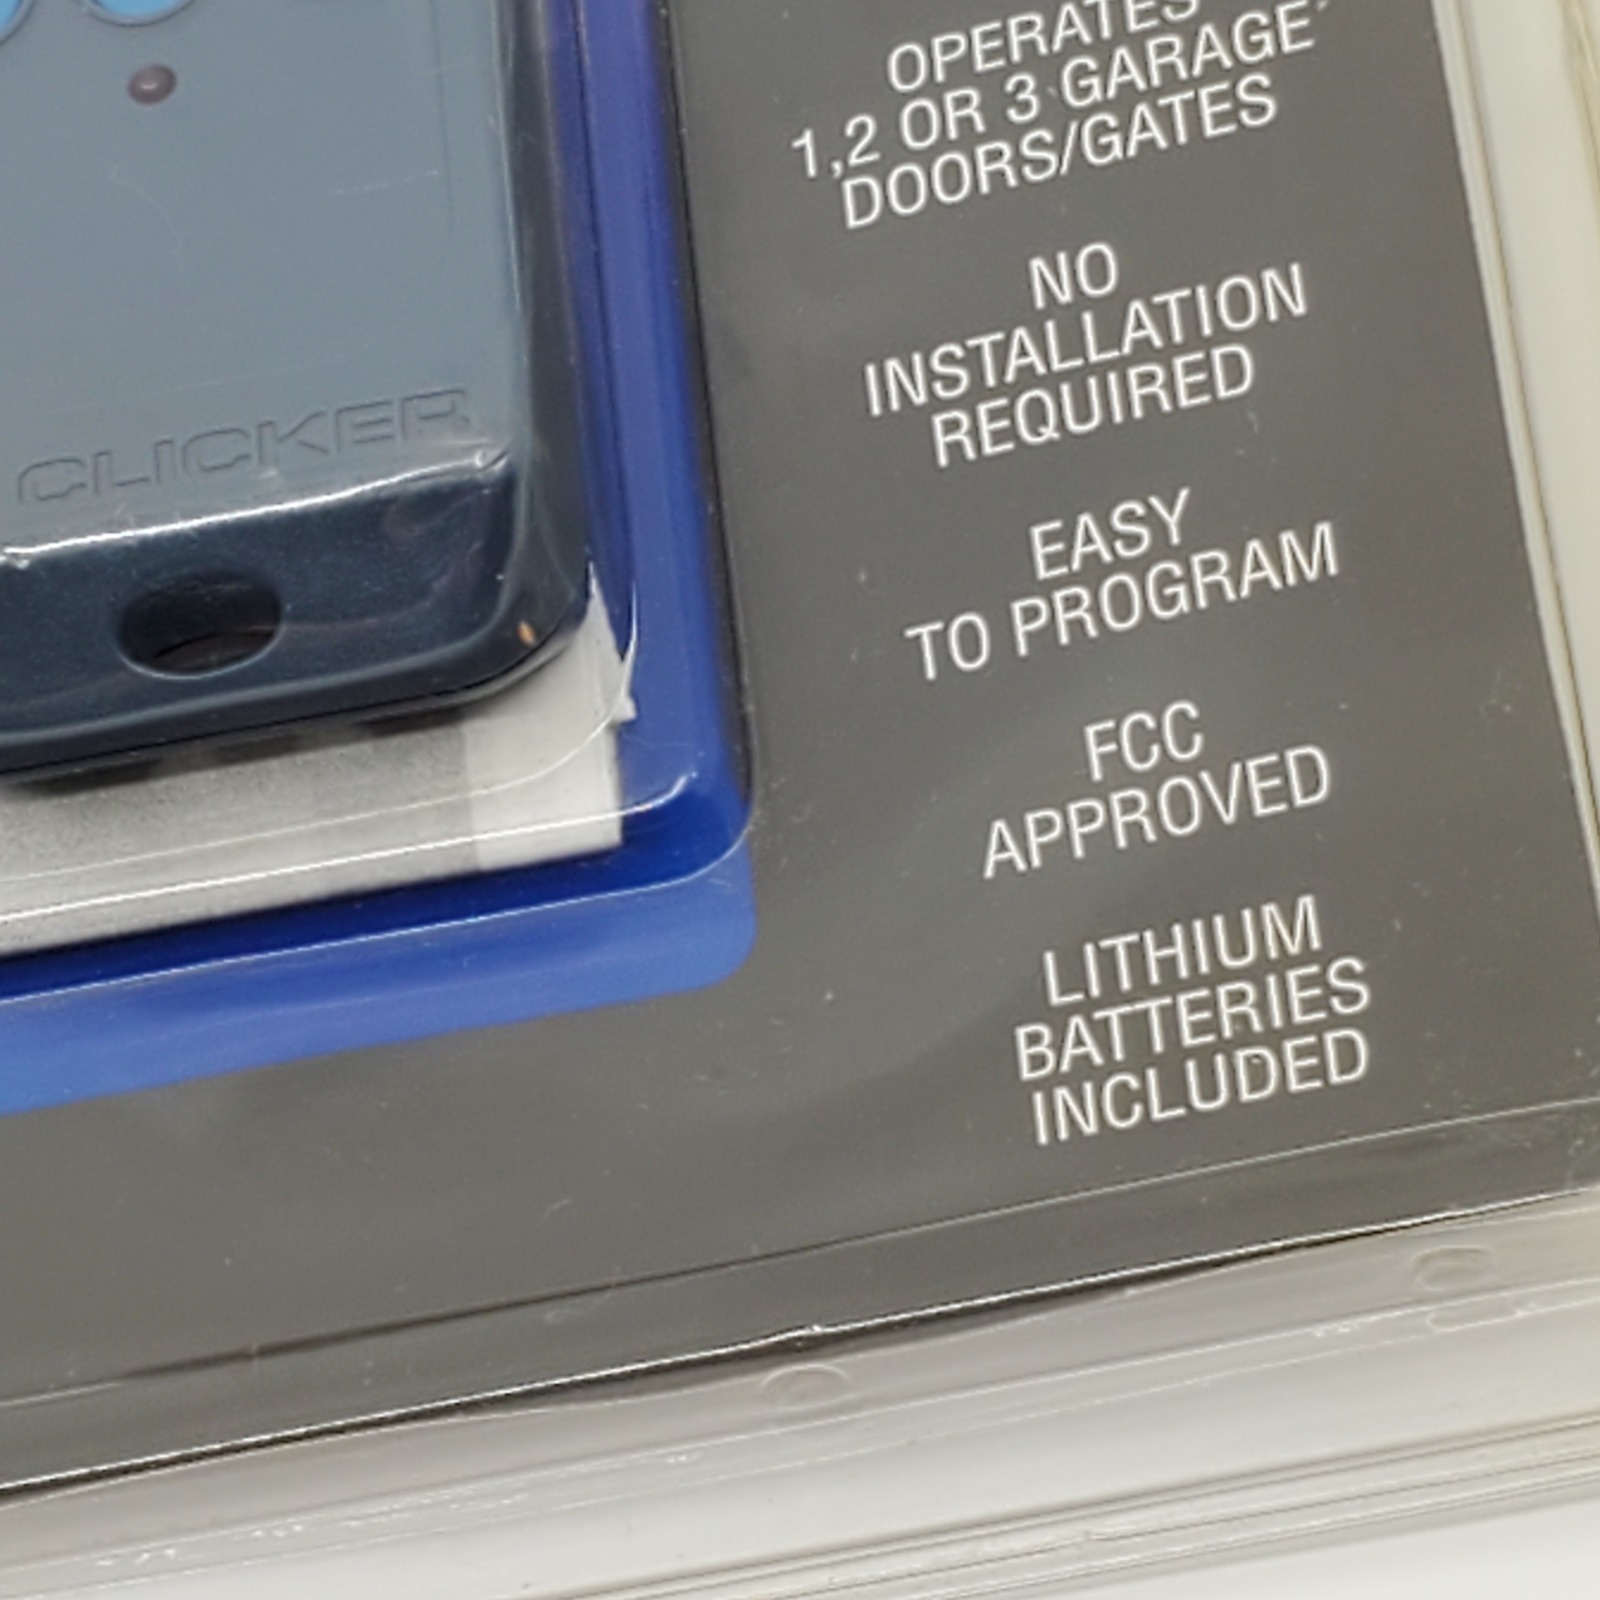 OPERATES
1,2 OR 3 GARAGE
DOORS/GATES
NO
INSTALLATION
REQUIRED
EASY
TO PROGRAM
FCC
APPROVED
LITHIUM
BATTERIES
INCLUDED
CLICKER